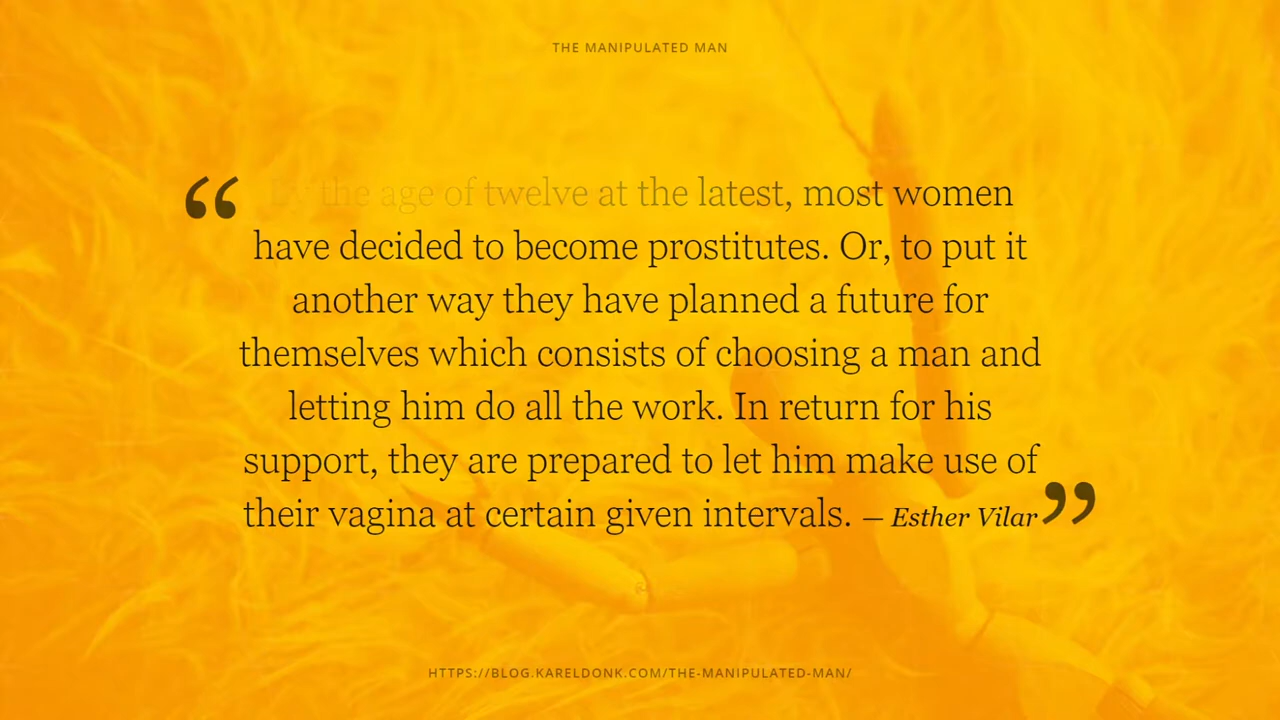 THE MANIPULATED MAN
“ By the age of twelve at the latest, most women
have decided to become prostitutes. Or, to put it
another way they have planned a future for
themselves which consists of choosing a man and
letting him do all the work. In return for his
support, they are prepared to let him make use of
their vagina at certain given intervals. – Esther Vilar ”
HTTPS://BLOG.KARELDONK.COM/THE-MANIPULATED-MAN/